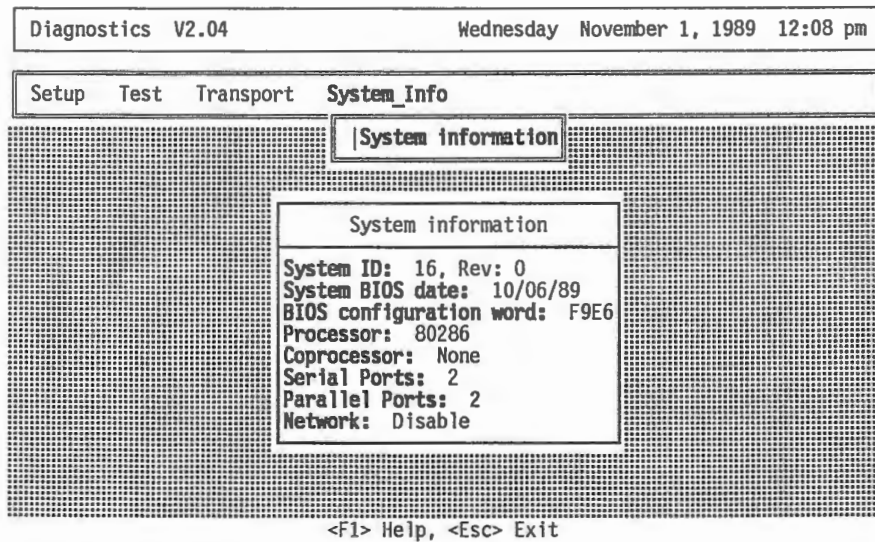 Diagnostics V2.04 Wednesday November 1, 1989 12:08 pm
Setup Test Transport System_Info
|System information
System information
System ID: 16, Rev: 0
System BIOS date: 10/06/89
BIOS configuration word: F9E6
Processor: 80286
Coprocessor: None
Serial Ports: 2
Parallel Ports: 2
Network: Disable
<F1> Help, <Esc> Exit